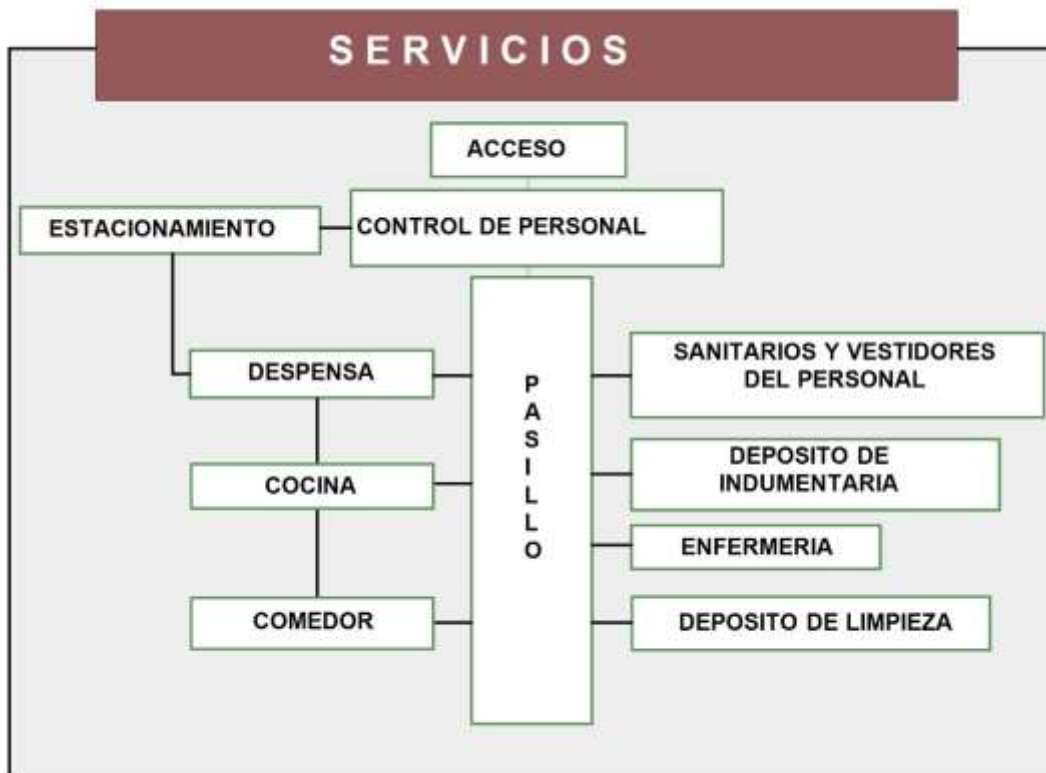 SERVICIOS
ACCESO
ESTACIONAMIENTO
CONTROL DE PERSONAL
DESPENSA
COCINA
COMEDOR
PASILLLO
SANITARIOS Y VESTIDORES
DEL PERSONAL
DEPOSITO DE
INDUMENTARIA
ENFERMERIA
DEPOSITO DE LIMPIEZA